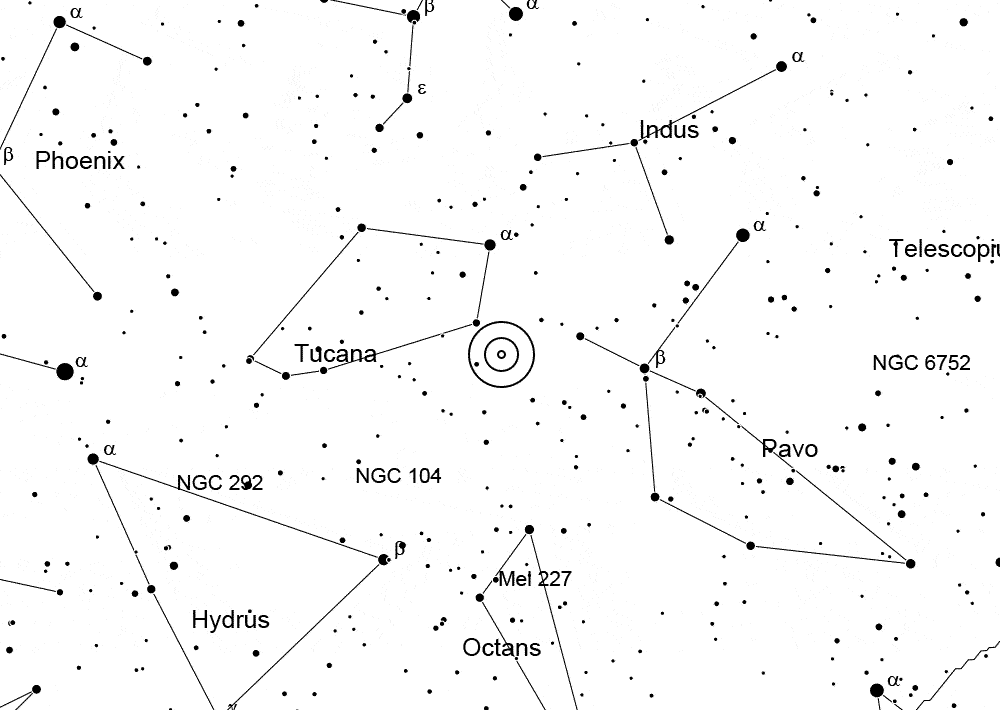 α
β
α
α
ε
Indus
β
Phoenix
α
α
Telescopiu
Tucana
β
α
NGC 6752
α
Pavo
NGC 292
NGC 104
β
Mel 227
Hydrus
Octans
α
γ